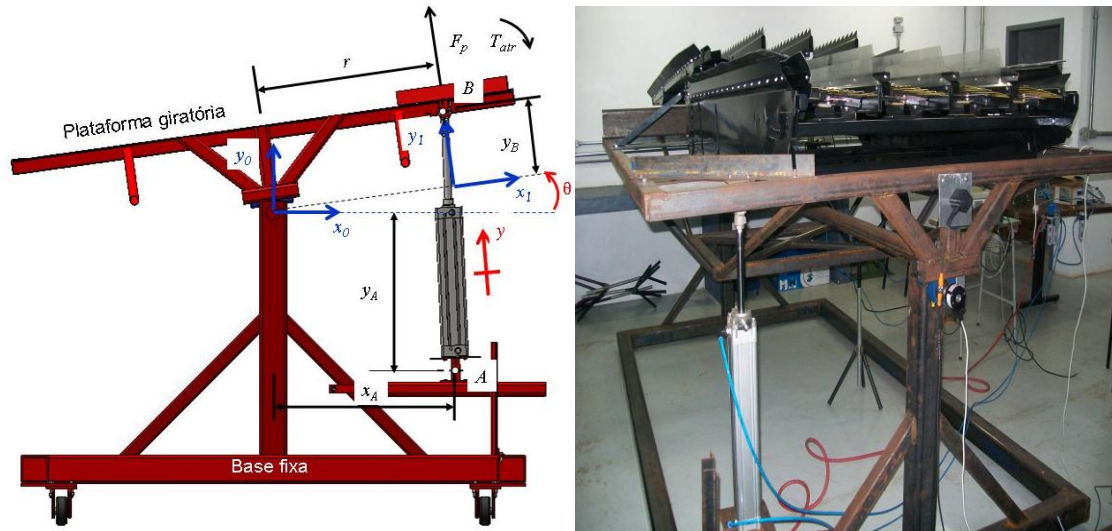 F_p T_atr
r
B
Plataforma giratória
y_0
y_1
y_B
x_1
θ
x_0
y
y_A
A
x_A
Base fixa